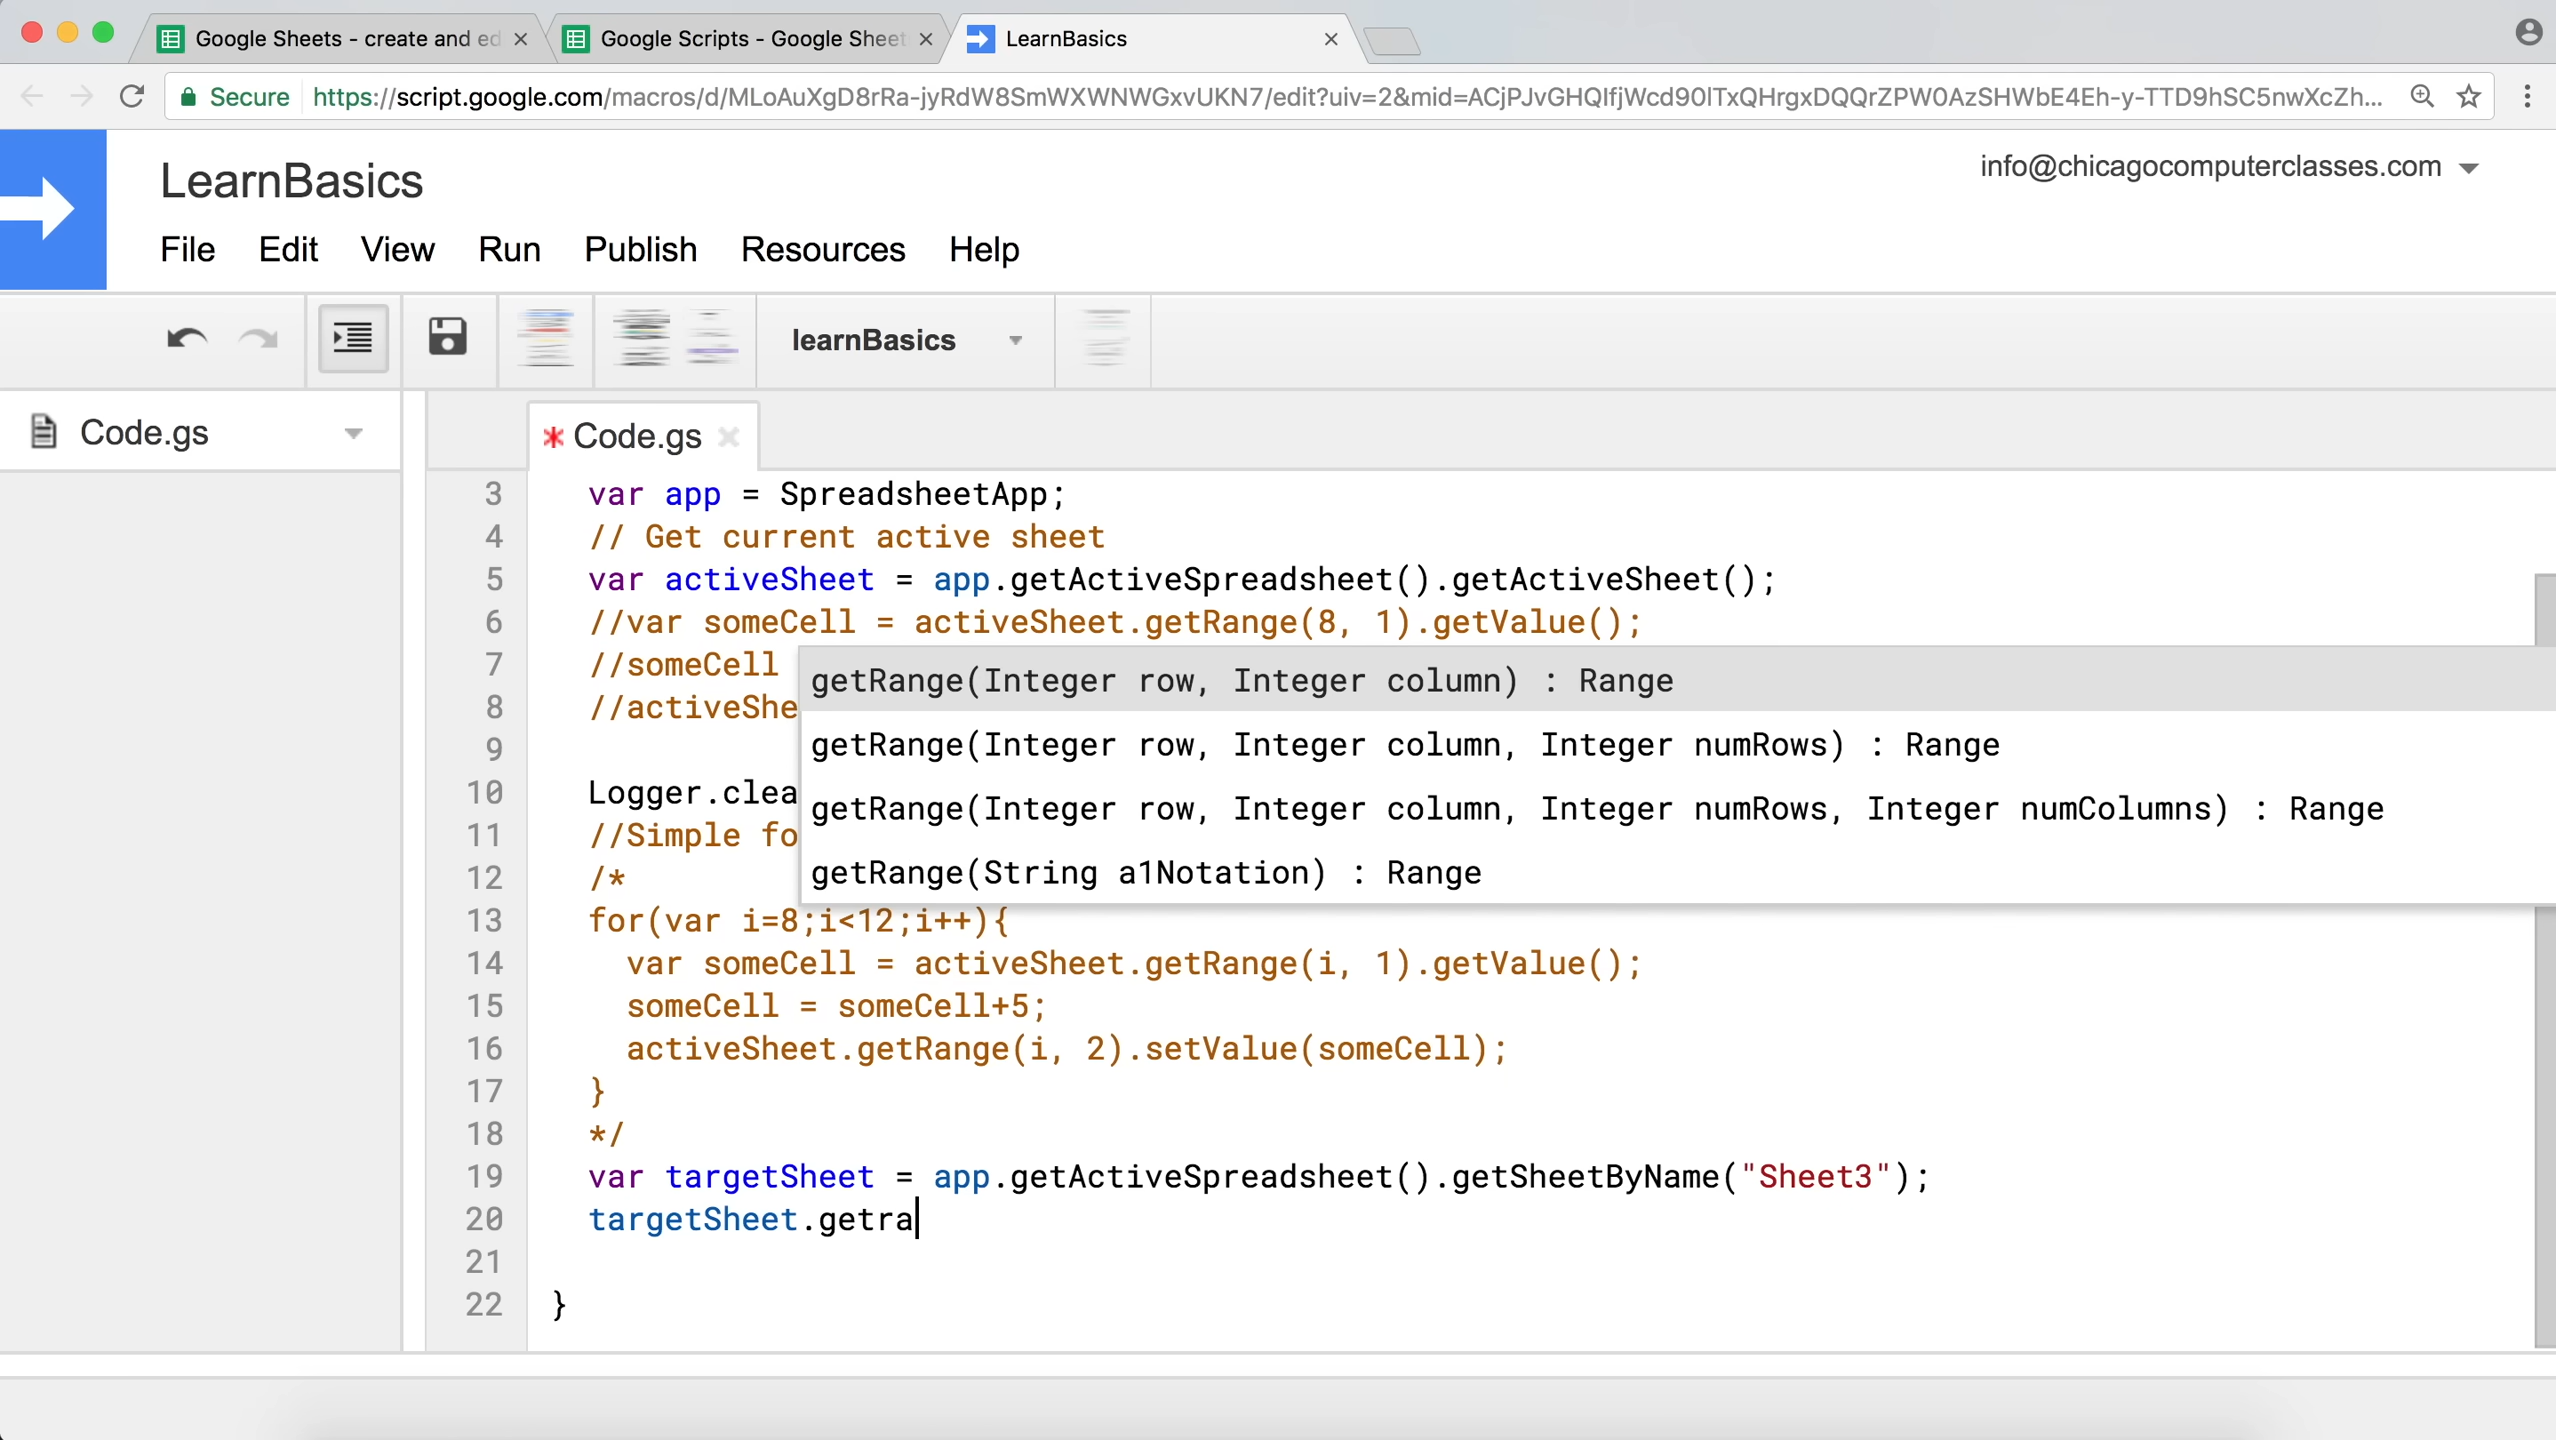 Google Sheets - create and ed
Google Scripts - Google Sheet
LearnBasics
Secure https://script.google.com/macros/d/MLoAuXgD8rRa-jyRdW8SmWXWNWGxvUKN7/edit?uiv=2&mid=ACjPJvGHQIfjWcd90lTxQHrgxDQQrZPW0AzSHWbE4Eh-y-TTD9hSC5nwXcZh...
LearnBasics
info@chicagocomputerclasses.com
File Edit View Run Publish Resources Help
learnBasics
Code.gs
* Code.gs
3 var app = SpreadsheetApp;
4 // Get current active sheet
5 var activeSheet = app.getActiveSpreadsheet().getActiveSheet();
6 //var someCell = activeSheet.getRange(8, 1).getValue();
7 //someCell
8 //activeShe
9
10 Logger.clea
11 //Simple fo
12 /*
getRange(Integer row, Integer column) : Range
getRange(Integer row, Integer column, Integer numRows) : Range
getRange(Integer row, Integer column, Integer numRows, Integer numColumns) : Range
getRange(String a1Notation) : Range
13 for(var i=8;i<12;i++){
14 var someCell = activeSheet.getRange(i, 1).getValue();
15 someCell = someCell+5;
16 activeSheet.getRange(i, 2).setValue(someCell);
17 }
18 */
19 var targetSheet = app.getActiveSpreadsheet().getSheetByName("Sheet3");
20 targetSheet.getra
21
22 }